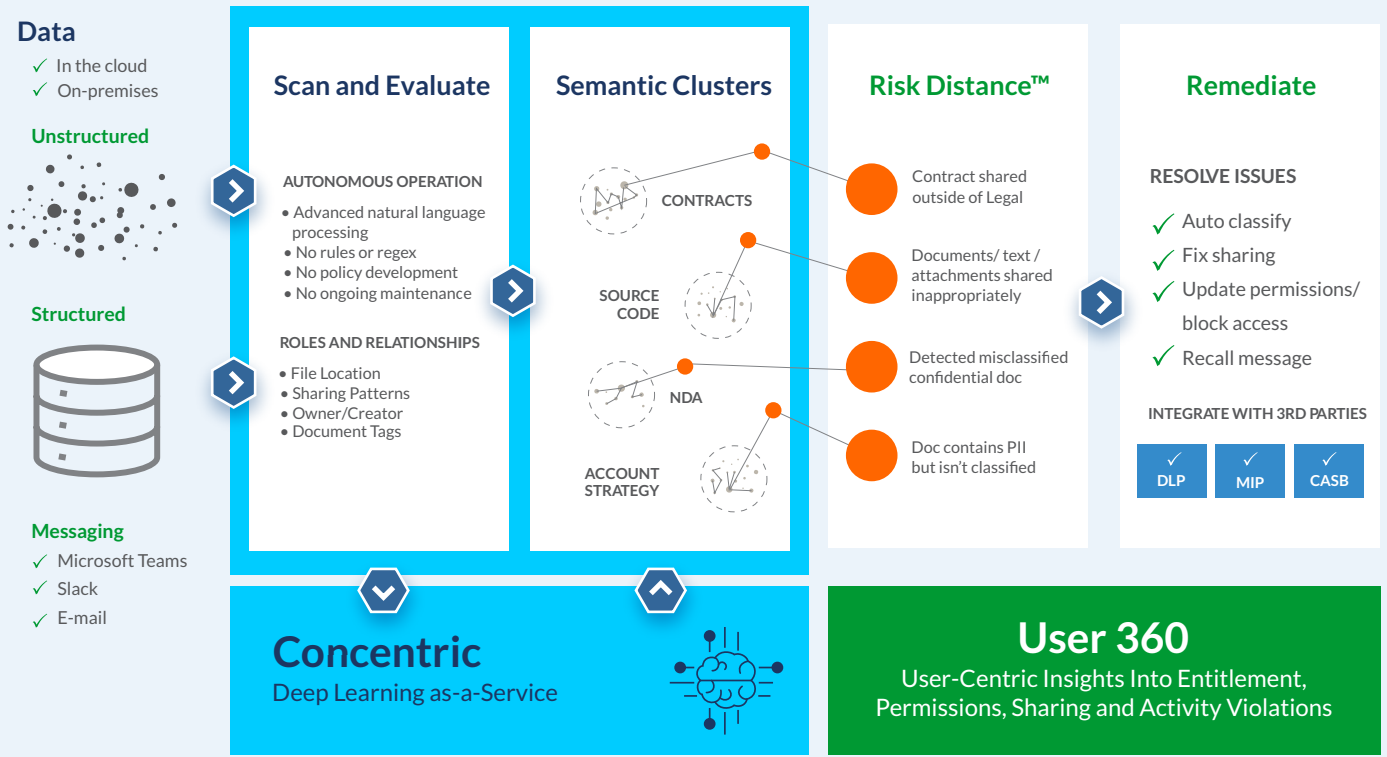 Data
✓ In the cloud
✓ On-premises
Unstructured
Structured
Messaging
✓ Microsoft Teams
✓ Slack
✓ E-mail
Scan and Evaluate
AUTONOMOUS OPERATION
• Advanced natural language
processing
• No rules or regex
• No policy development
• No ongoing maintenance
ROLES AND RELATIONSHIPS
• File Location
• Sharing Patterns
• Owner/Creator
• Document Tags
Semantic Clusters
CONTRACTS
SOURCE
CODE
NDA
ACCOUNT
STRATEGY
Risk Distance™
Contract shared
outside of Legal
Documents/ text /
attachments shared
inappropriately
Detected misclassified
confidential doc
Doc contains PII
but isn't classified
Remediate
RESOLVE ISSUES
✓ Auto classify
✓ Fix sharing
✓ Update permissions/
block access
✓ Recall message
INTEGRATE WITH 3RD PARTIES
✓ ✓ ✓
DLP MIP CASB
Concentric
Deep Learning as-a-Service
User 360
User-Centric Insights Into Entitlement,
Permissions, Sharing and Activity Violations